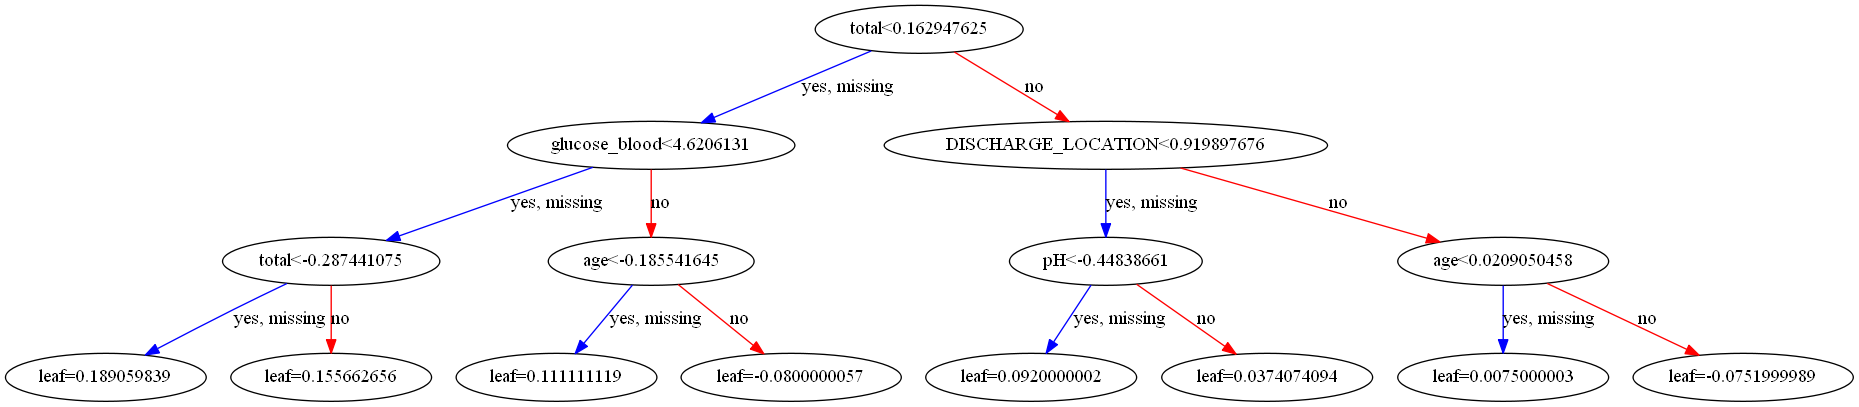 total<0.162947625
yes, missing
no
glucose_blood<4.6206131
DISCHARGE_LOCATION<0.919897676
yes, missing
no
yes, missing
no
total<-0.287441075
age<-0.185541645
pH<-0.44838661
age<0.0209050458
yes, missing
no
yes, missing
no
yes, missing
no
yes, missing
no
leaf=0.189059839
leaf=0.155662656
leaf=0.111111119
leaf=-0.0800000057
leaf=0.0920000002
leaf=0.0374074094
leaf=0.0075000003
leaf=-0.0751999989